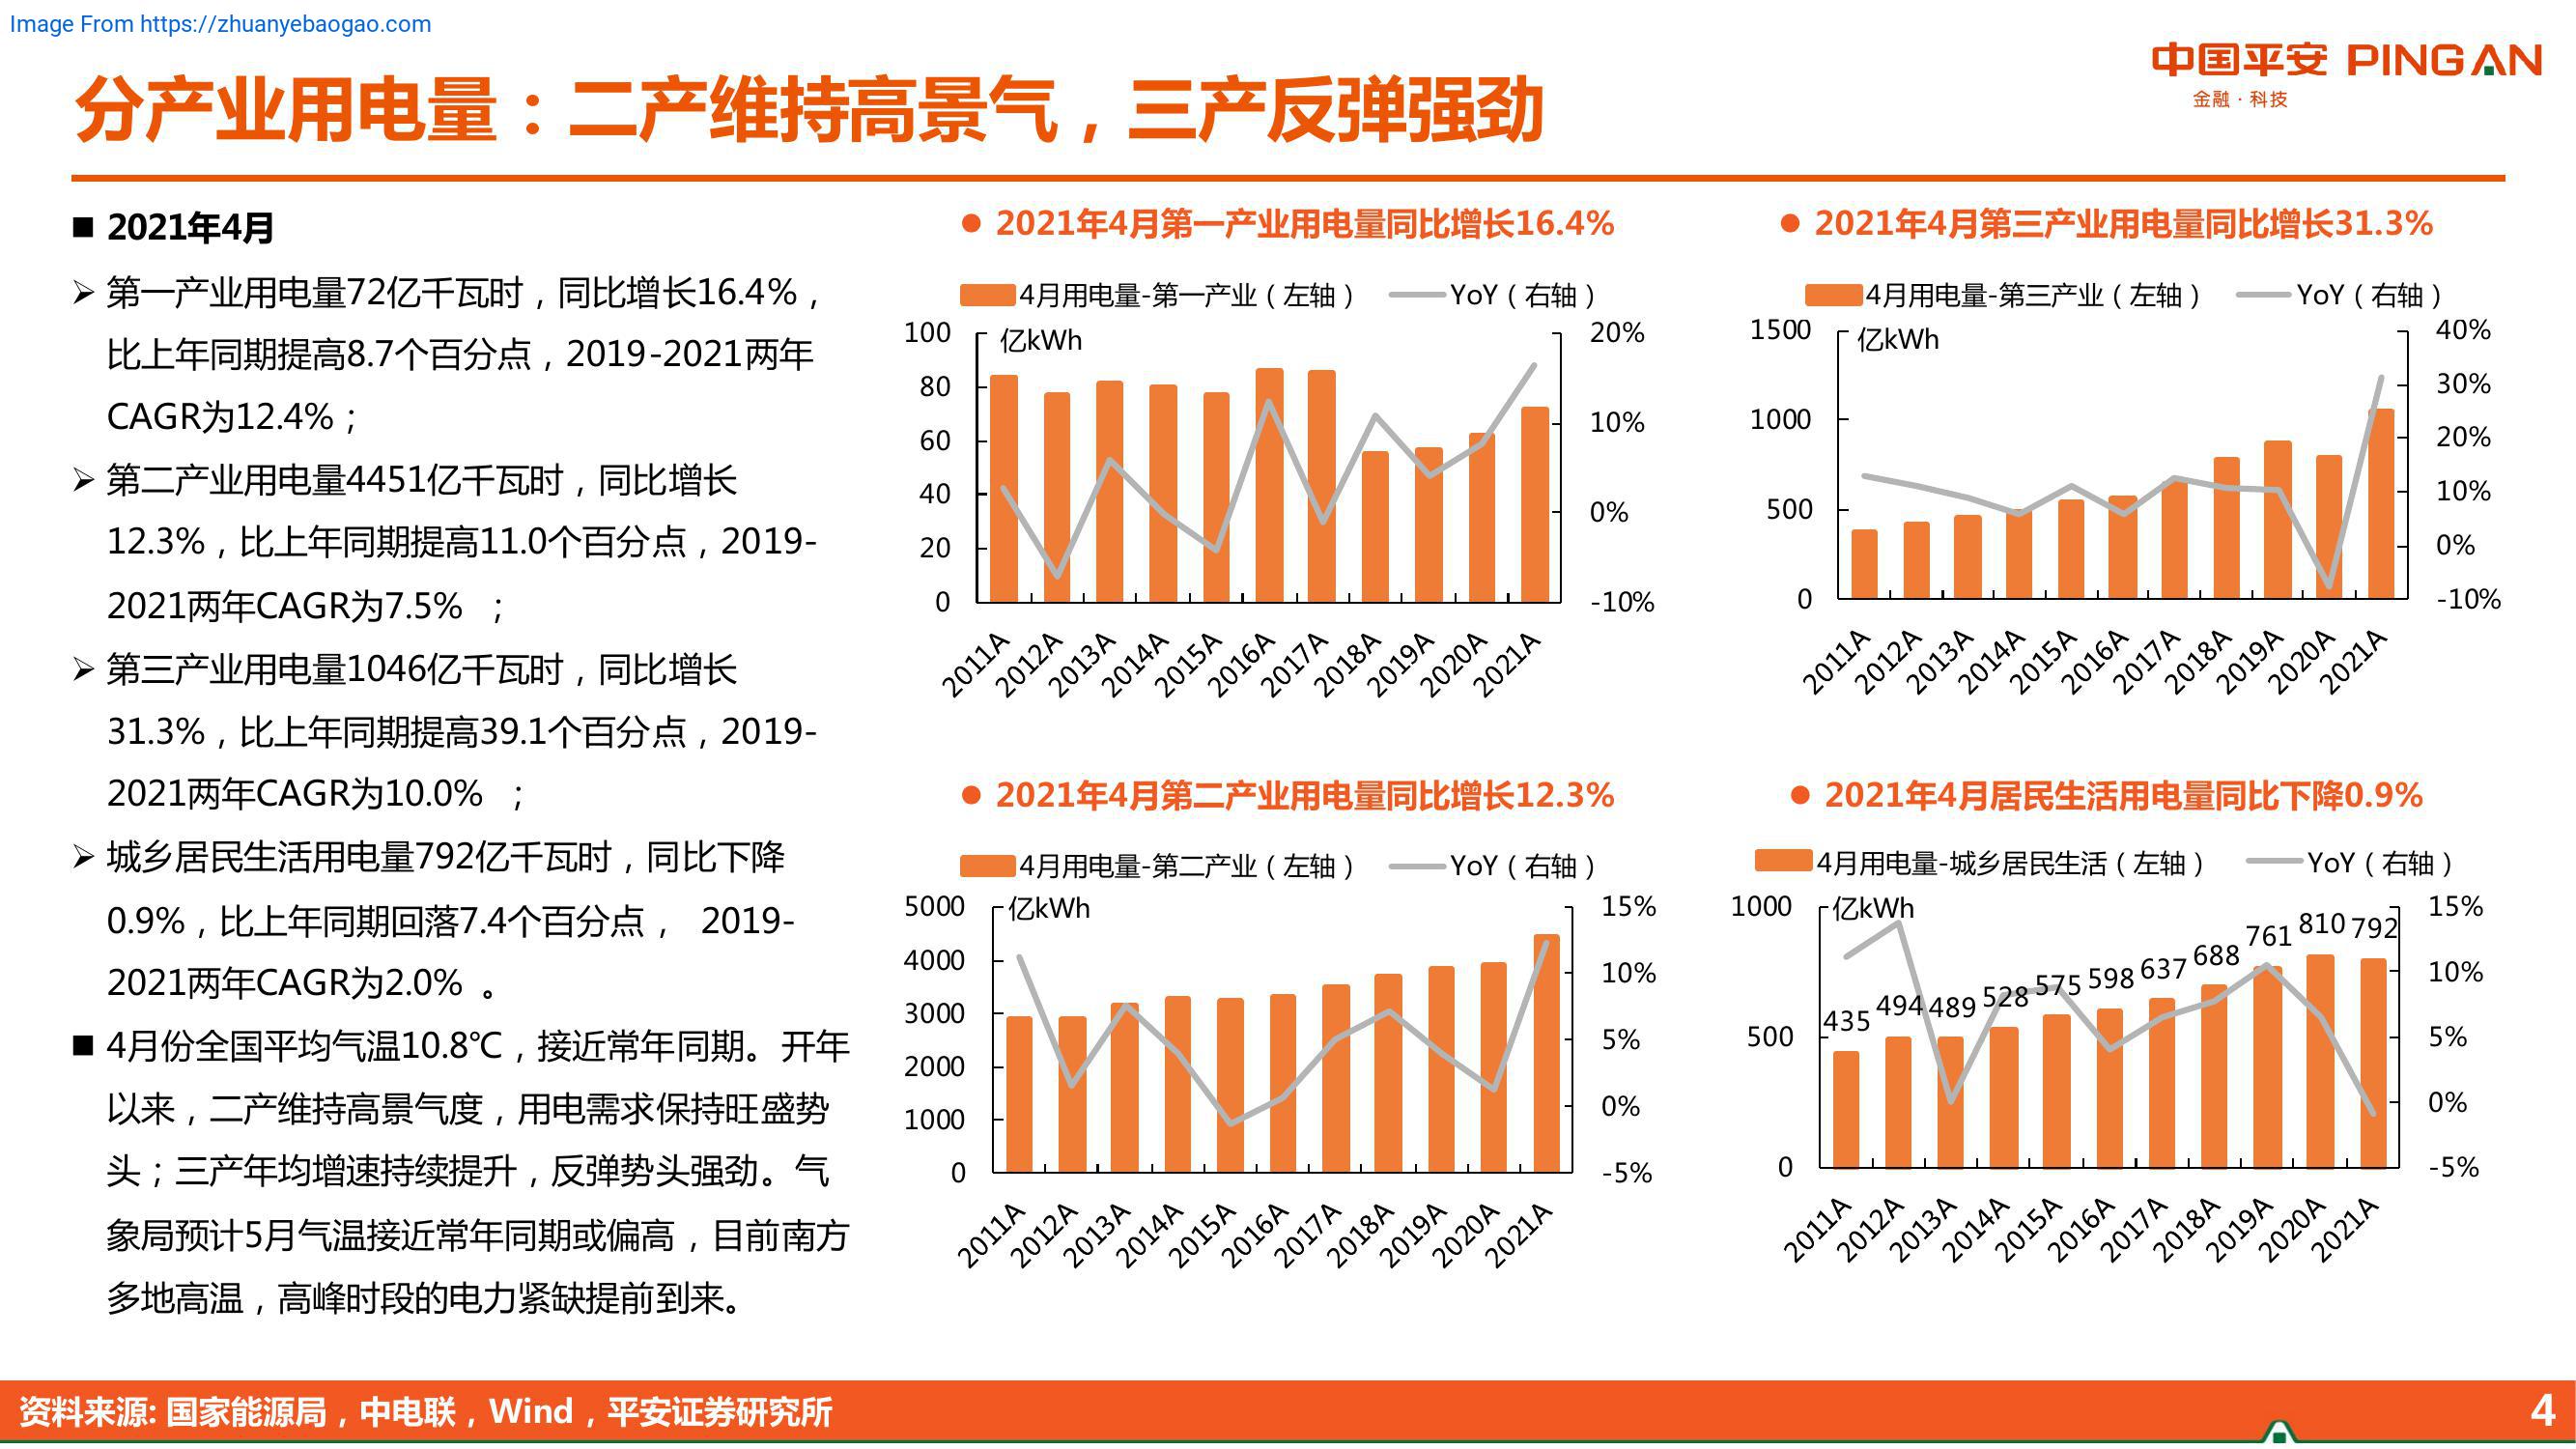 Image From https://zhuanyebaogao.com
中国平安 PINGAN
金融·科技
分产业用电量：二产维持高景气，三产反弹强劲
■ 2021年4月
➢ 第一产业用电量72亿千瓦时，同比增长16.4%，
比上年同期提高8.7个百分点，2019-2021两年
CAGR为12.4%；
➢ 第二产业用电量4451亿千瓦时，同比增长
12.3%，比上年同期提高11.0个百分点，2019-
2021两年CAGR为7.5% ；
➢ 第三产业用电量1046亿千瓦时，同比增长
31.3%，比上年同期提高39.1个百分点，2019-
2021两年CAGR为10.0% ；
➢ 城乡居民生活用电量792亿千瓦时，同比下降
0.9%，比上年同期回落7.4个百分点， 2019-
2021两年CAGR为2.0% 。
■ 4月份全国平均气温10.8℃，接近常年同期。开年
以来，二产维持高景气度，用电需求保持旺盛势
头；三产年均增速持续提升，反弹势头强劲。气
象局预计5月气温接近常年同期或偏高，目前南方
多地高温，高峰时段的电力紧缺提前到来。
● 2021年4月第一产业用电量同比增长16.4%
4月用电量-第一产业（左轴） YoY（右轴）
亿kWh
100
80
60
40
20
0
20%
10%
0%
-10%
2011A 2012A 2013A 2014A 2015A 2016A 2017A 2018A 2019A 2020A 2021A
● 2021年4月第三产业用电量同比增长31.3%
4月用电量-第三产业（左轴） YoY（右轴）
亿kWh
1500
1000
500
0
40%
30%
20%
10%
0%
-10%
2011A 2012A 2013A 2014A 2015A 2016A 2017A 2018A 2019A 2020A 2021A
● 2021年4月第二产业用电量同比增长12.3%
4月用电量-第二产业（左轴） YoY（右轴）
亿kWh
5000
4000
3000
2000
1000
0
15%
10%
5%
0%
-5%
2011A 2012A 2013A 2014A 2015A 2016A 2017A 2018A 2019A 2020A 2021A
● 2021年4月居民生活用电量同比下降0.9%
4月用电量-城乡居民生活（左轴） YoY（右轴）
亿kWh
1000
500
0
435 494 489 528 575 598 637 688 761 810 792
15%
10%
5%
0%
-5%
2011A 2012A 2013A 2014A 2015A 2016A 2017A 2018A 2019A 2020A 2021A
资料来源: 国家能源局，中电联，Wind，平安证券研究所
4